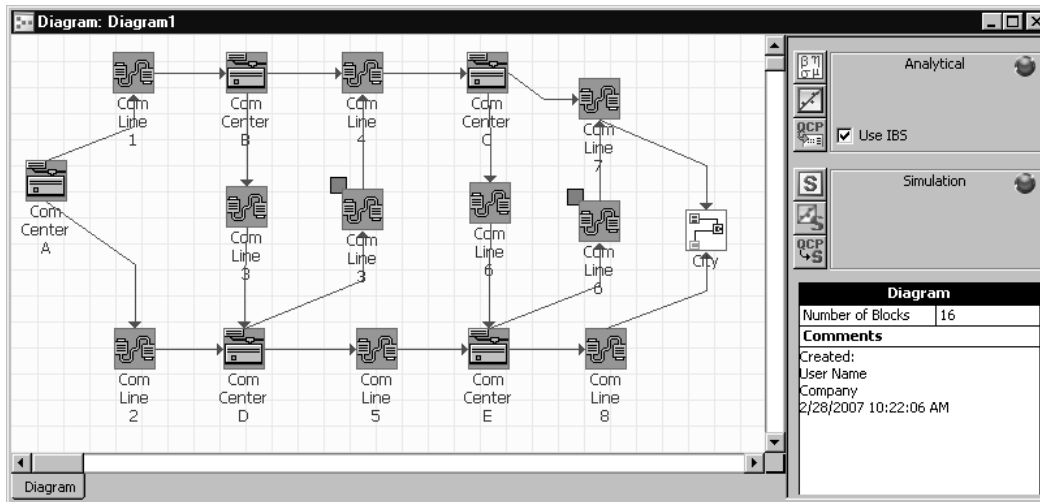 Diagram: Diagram1
Com
Line
1
Com
Center
B
Com
Line
4
Com
Center
C
Com
Line
7
Com
Center
A
Com
Line
3
Com
Line
3
Com
Line
6
Com
Line
6
City
Com
Line
2
Com
Center
D
Com
Line
5
Com
Center
E
Com
Line
8
Diagram
β η
σ μ
Analytical
QCP
Use IBS
S
Simulation
S
QCP
S
Diagram
Number of Blocks 16
Comments
Created:
User Name
Company
2/28/2007 10:22:06 AM